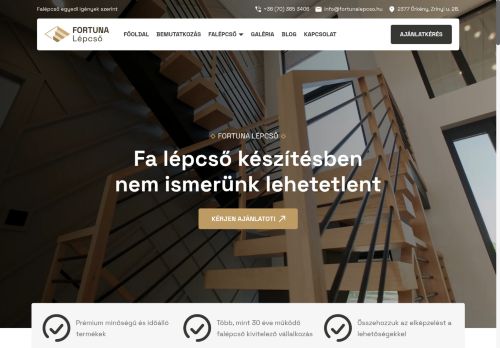 Falépcső egyedi igények szerint
+36 (70) 365 3406
info@fortunalepcso.hu
2377 Örkény, Zrínyi u. 28.
FORTUNA
Lépcső
FŐOLDAL
BEMUTATKOZÁS
FALÉPCSŐ
GALÉRIA
BLOG
KAPCSOLAT
AJÁNLATKÉRÉS
FORTUNA LÉPCSŐ
Fa lépcső készítésben
nem ismerünk lehetetlent
KÉRJEN AJÁNLATOT!
Prémium minőségű és időálló
termékek
Több, mint 30 éve működő
falépcső kivitelező vállalkozás
Összehozzuk az elképzelést a
lehetőségekkel